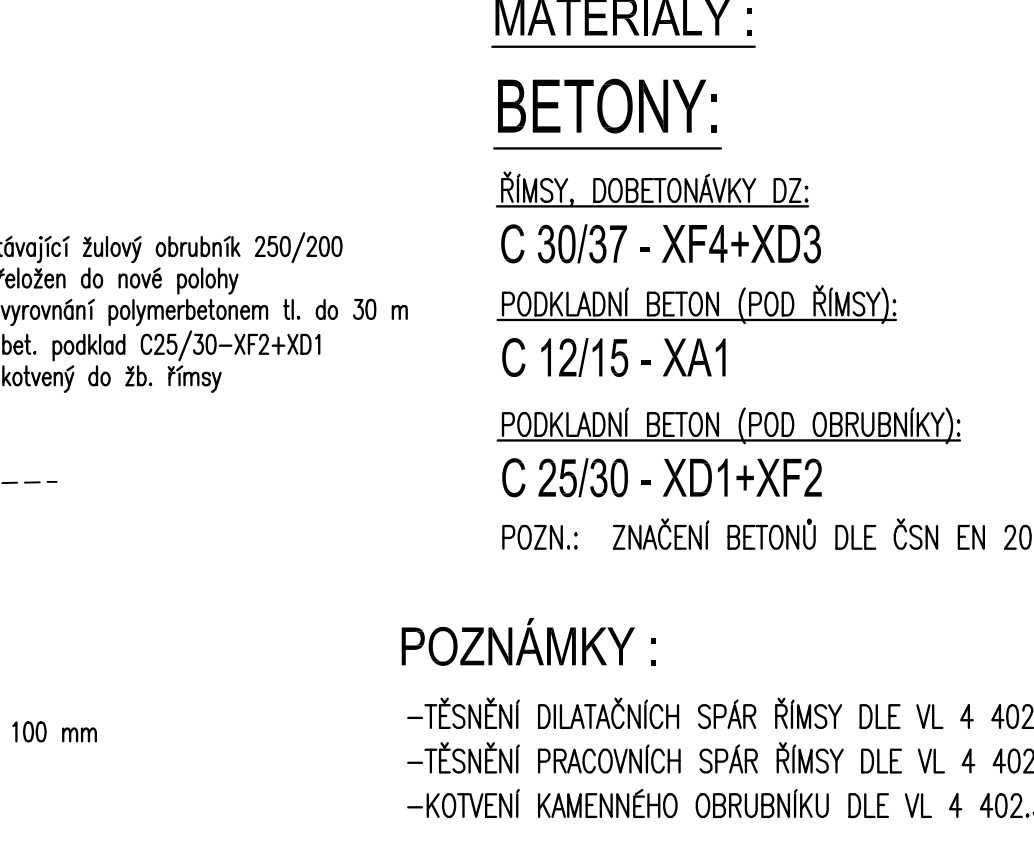 MATERIÁLY :
BETONY:
ŘÍMSY, DOBETONÁVKY DZ:
C 30/37 - XF4+XD3
PODKLADNÍ BETON (POD ŘÍMSY):
C 12/15 - XA1
PODKLADNÍ BETON (POD OBRUBNÍKY):
C 25/30 - XD1+XF2
POZN.: ZNAČENÍ BETONŮ DLE ČSN EN 20
távající žulový obrubník 250/200
řeložen do nové polohy
vyrovnání polymerbetonem tl. do 30 m
bet. podklad C25/30-XF2+XD1
kotvený do žb. římsy
POZNÁMKY :
-TĚSNĚNÍ DILATAČNÍCH SPÁR ŘÍMSY DLE VL 4 402
-TĚSNĚNÍ PRACOVNÍCH SPÁR ŘÍMSY DLE VL 4 402
-KOTVENÍ KAMENNÉHO OBRUBNÍKU DLE VL 4 402.
100 mm